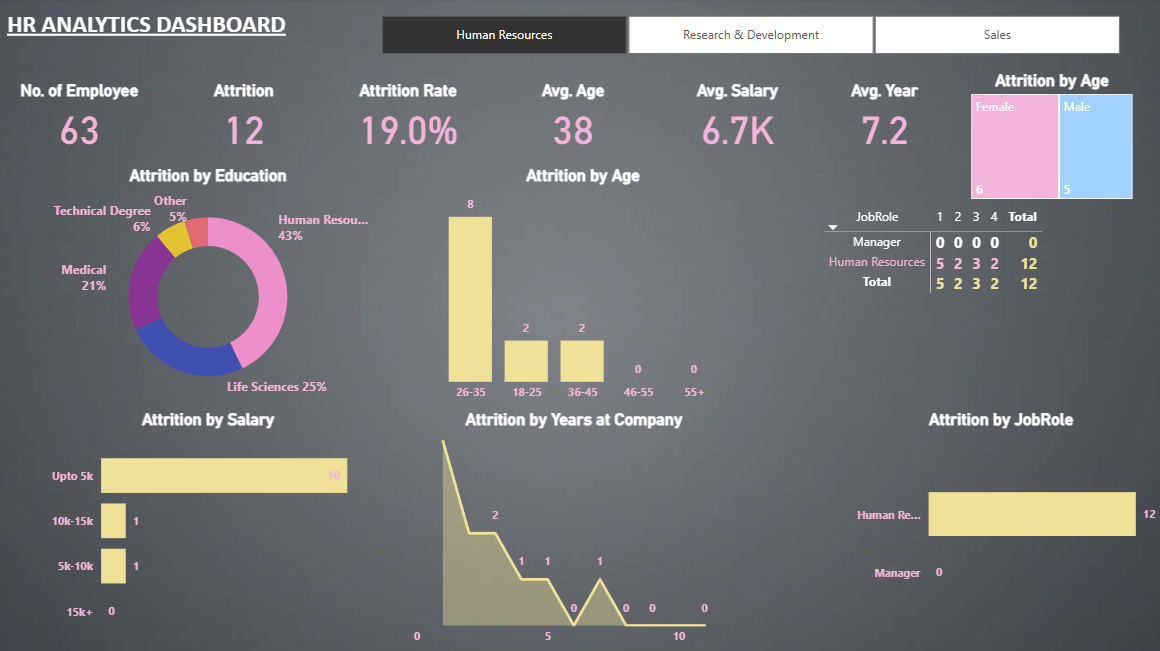 HR ANALYTICS DASHBOARD
Human Resources
Research & Development
Sales
No. of Employee
63
Attrition
12
Attrition Rate
19.0%
Avg. Age
38
Avg. Salary
6.7K
Avg. Year
7.2
Attrition by Age
Female
6
Male
5
Attrition by Education
Other
5%
Technical Degree
6%
Human Resou...
43%
Medical
21%
Life Sciences 25%
Attrition by Age
8
2
2
0
0
26-35 18-25 36-45 46-55 55+
JobRole 1 2 3 4 Total
Manager 0 0 0 0 0
Human Resources 5 2 3 2 12
Total 5 2 3 2 12
Attrition by Salary
Upto 5k 10
10k-15k 1
5k-10k 1
15k+ 0
Attrition by Years at Company
2
1 1 1
0 0 0 0
0 5 10
Attrition by JobRole
Human Re... 12
Manager 0